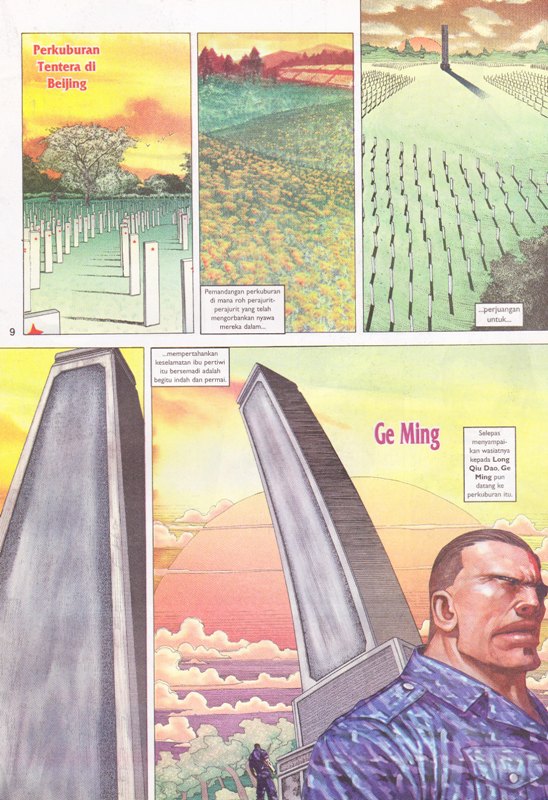 Perkuburan
Tentera di
Beijing
Pemandangan perkuburan
di mana roh perajurit-
perajurit yang telah
mengorbankan nyawa
mereka dalam...
...perjuangan
untuk...
9
...mempertahankan
keselamatan ibu pertiwi
itu bersemadi adalah
begitu indah dan permai.
Ge Ming
Selepas
menyampai-
kan wasiatnya
kepada Long
Qiu Dao, Ge
Ming pun
datang ke
perkuburan itu.